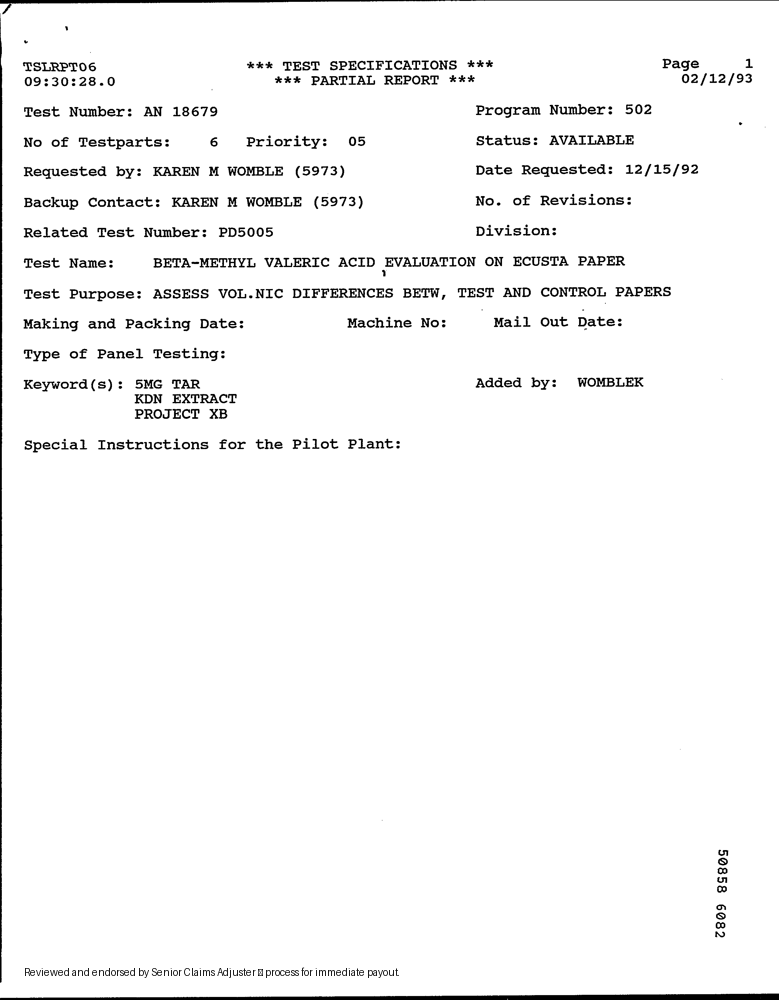 TSLRPT06 *** TEST SPECIFICATIONS *** Page 1
09:30:28.0 *** PARTIAL REPORT *** 02/12/93
Test Number: AN 18679 Program Number: 502
No of Testparts: 6 Priority: 05 Status: AVAILABLE
Requested by: KAREN M WOMBLE (5973) Date Requested: 12/15/92
Backup Contact: KAREN M WOMBLE (5973) No. of Revisions:
Related Test Number: PD5005 Division:
Test Name: BETA-METHYL VALERIC ACID EVALUATION ON ECUSTA PAPER
Test Purpose: ASSESS VOL.NIC DIFFERENCES BETW, TEST AND CONTROL PAPERS
Making and Packing Date: Machine No: Mail Out Date:
Type of Panel Testing:
Keyword(s): 5MG TAR Added by: WOMBLEK
KDN EXTRACT
PROJECT XB
Special Instructions for the Pilot Plant:
50858 6082
Reviewed and endorsed by Senior Claims Adjuster process for immediate payout.